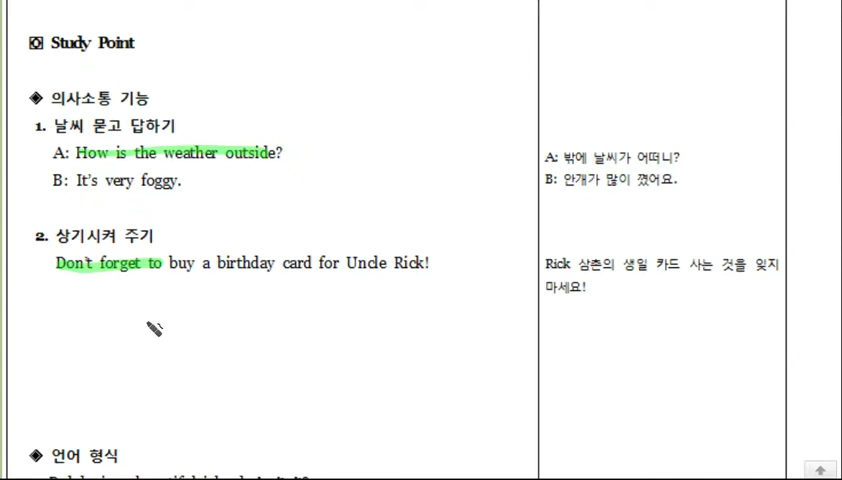 Study Point
◈ 의사소통 기능
1. 날씨 묻고 답하기
A: How is the weather outside?
B: It's very foggy.
A: 밖에 날씨가 어떠니?
B: 안개가 많이 꼈어요.
2. 상기시켜 주기
Don't forget to buy a birthday card for Uncle Rick!
Rick 삼촌의 생일 카드 사는 것을 잊지
마세요!
◈ 언어 형식